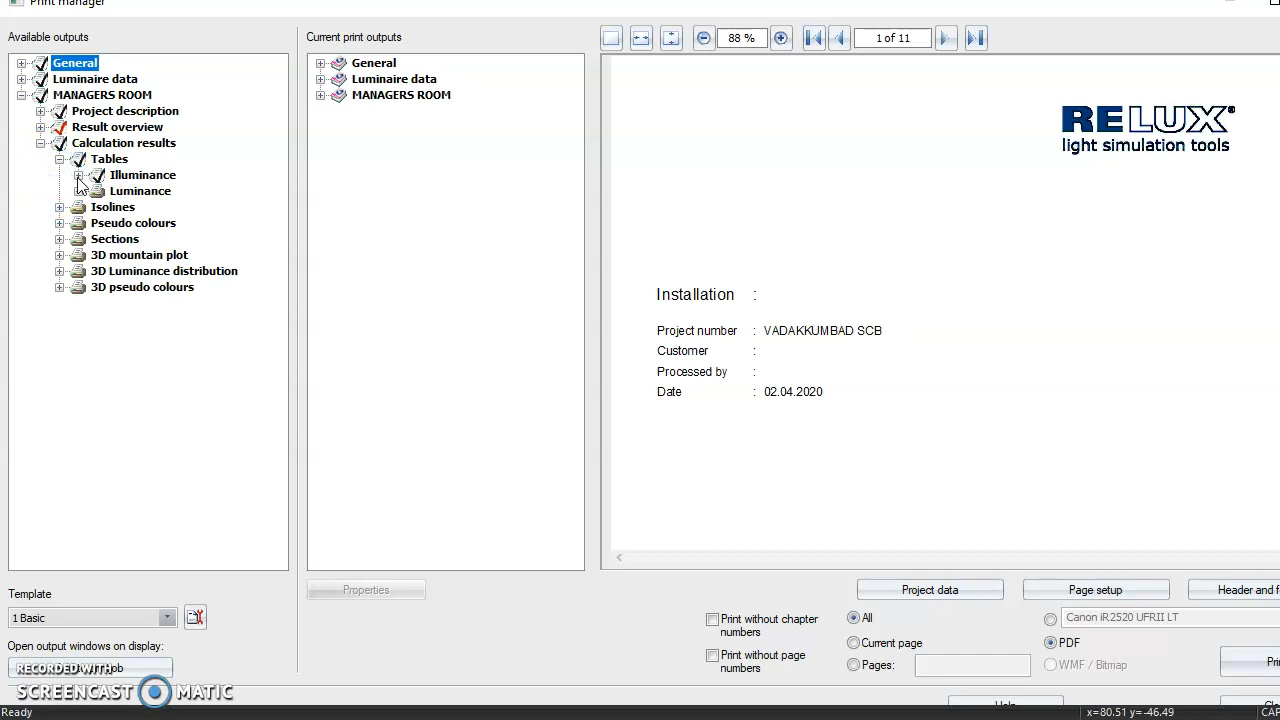 Print manager
Available outputs
General
Luminaire data
MANAGERS ROOM
Project description
Result overview
Calculation results
Tables
Illuminance
Luminance
Isolines
Pseudo colours
Sections
3D mountain plot
3D Luminance distribution
3D pseudo colours
Current print outputs
General
Luminaire data
MANAGERS ROOM
88 %
1 of 11
RELUX®
light simulation tools
Installation :
Project number : VADAKKUMBAD SCB
Customer :
Processed by :
Date : 02.04.2020
Template
1 Basic
Open output windows on display:
Properties
Project data
Page setup
Header and f
Print without chapter
numbers
Print without page
numbers
All
Current page
Pages:
Canon iR2520 UFRII LT
PDF
WMF / Bitmap
Prin
Help
RECORDED WITH
SCREENCAST MATIC
Ready
x=80.51 y=-46.49
CAP